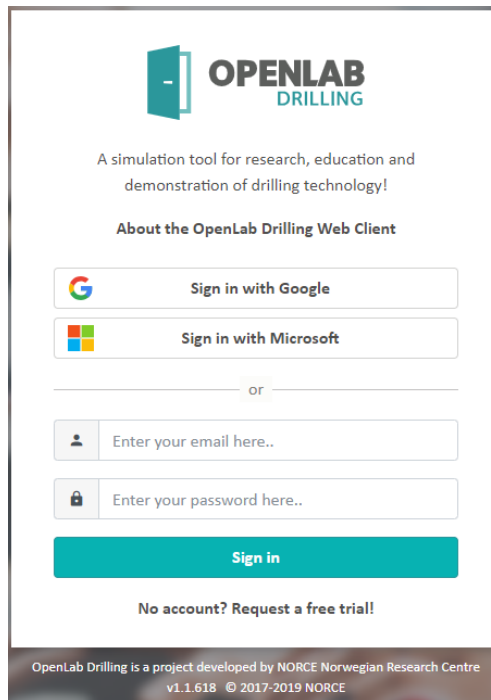 OPENLAB
DRILLING
A simulation tool for research, education and
demonstration of drilling technology!
About the OpenLab Drilling Web Client
Sign in with Google
Sign in with Microsoft
or
Enter your email here..
Enter your password here..
Sign in
No account? Request a free trial!
OpenLab Drilling is a project developed by NORCE Norwegian Research Centre
v1.1.618 © 2017-2019 NORCE